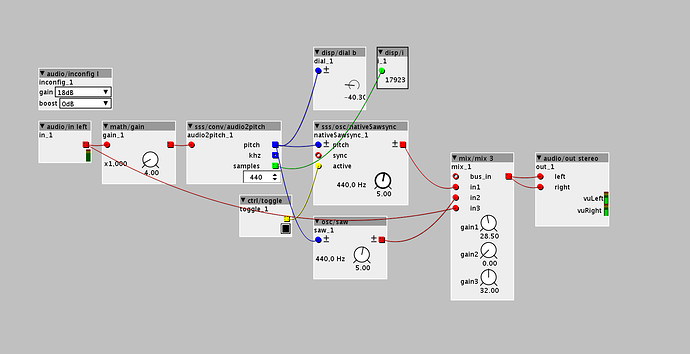 audio/inconfig l
inconfig_1
gain 18dB
boost 0dB
audio/in left
in_1
math/gain
gain_1
x1,000
4.00
sss/conv/audio2pitch
audio2pitch_1
pitch
khz
samples
440
ctrl/toggle
toggle_1
disp/dial b
dial_1
-40.30
disp/i
i_1
17923
sss/osc/nativeSawsync
nativeSawsync_1
pitch
sync
active
440,0 Hz
5.00
osc/saw
saw_1
440,0 Hz
5.00
mix/mix 3
mix_1
bus_in
in1
in2
in3
gain1
28.50
gain2
0.00
gain3
32.00
audio/out stereo
out_1
left
right
vuLeft
vuRight